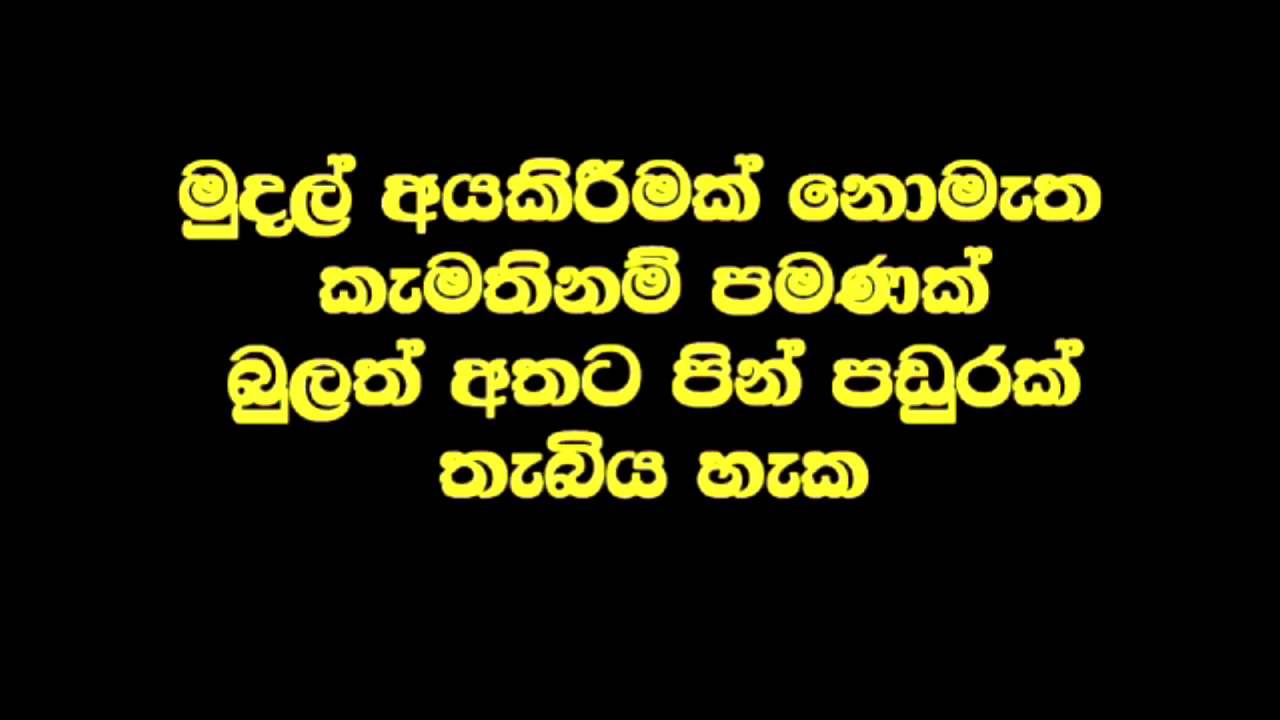 මුදල් අයකිරීමක් නොමැත
කැමතිනම් පමණක්
බුලත් අතට පින් පඩුරක්
තැබිය හැක